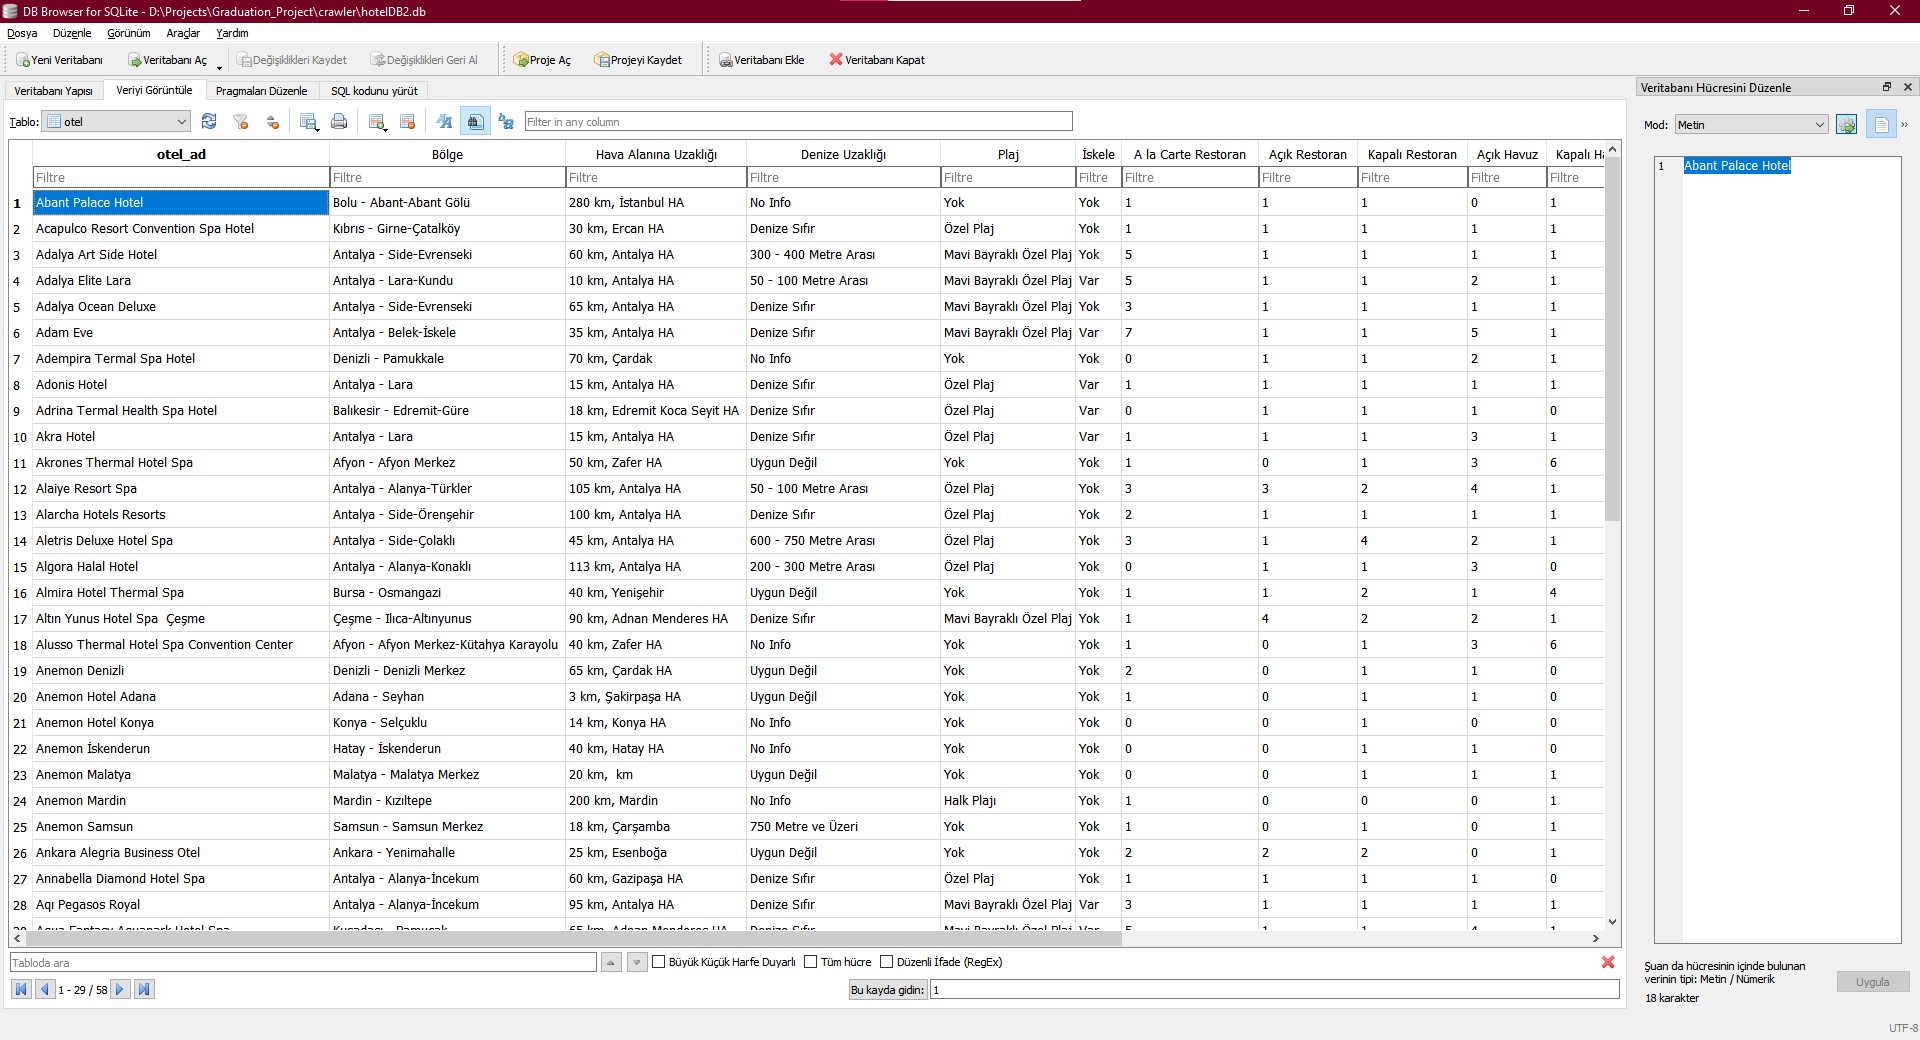 DB Browser for SQLite - D:\Projects\Graduation_Project\crawler\hotelDB2.db
Dosya Düzenle Görünüm Araçlar Yardım
Yeni Veritabanı Veritabanı Aç Değişiklikleri Kaydet Değişiklikleri Geri Al Proje Aç Projeyi Kaydet Veritabanı Ekle Veritabanı Kapat
Veritabanı Yapısı Veriyi Görüntüle Pragmaları Düzenle SQL kodunu yürüt
Tablo: otel Filter in any column
otel_ad Bölge Hava Alanına Uzaklığı Denize Uzaklığı Plaj İskele A la Carte Restoran Açık Restoran Kapalı Restoran Açık Havuz Kapalı
Filtre Filtre Filtre Filtre Filtre Filtre Filtre Filtre Filtre Filtre Filtre
1 Abant Palace Hotel Bolu - Abant-Abant Gölü 280 km, İstanbul HA No Info Yok Yok 1 1 1 0 1
2 Acapulco Resort Convention Spa Hotel Kıbrıs - Girne-Çatalköy 30 km, Ercan HA Denize Sıfır Özel Plaj Yok 1 1 1 1 1
3 Adalya Art Side Hotel Antalya - Side-Evrenseki 60 km, Antalya HA 300 - 400 Metre Arası Mavi Bayraklı Özel Plaj Yok 5 1 1 1 1
4 Adalya Elite Lara Antalya - Lara-Kundu 10 km, Antalya HA 50 - 100 Metre Arası Mavi Bayraklı Özel Plaj Var 5 1 1 2 1
5 Adalya Ocean Deluxe Antalya - Side-Evrenseki 65 km, Antalya HA Denize Sıfır Mavi Bayraklı Özel Plaj Yok 3 1 1 1 1
6 Adam Eve Antalya - Belek-İskele 35 km, Antalya HA Denize Sıfır Mavi Bayraklı Özel Plaj Var 7 1 1 5 1
7 Adempira Termal Spa Hotel Denizli - Pamukkale 70 km, Çardak No Info Yok Yok 0 1 1 2 1
8 Adonis Hotel Antalya - Lara 15 km, Antalya HA Denize Sıfır Özel Plaj Var 1 1 1 1 1
9 Adrina Termal Health Spa Hotel Balıkesir - Edremit-Güre 18 km, Edremit Koca Seyit HA Denize Sıfır Özel Plaj Var 0 1 1 1 0
10 Akra Hotel Antalya - Lara 15 km, Antalya HA Denize Sıfır Özel Plaj Var 1 1 1 3 1
11 Akrones Thermal Hotel Spa Afyon - Afyon Merkez 50 km, Zafer HA Uygun Değil Yok Yok 1 0 1 3 6
12 Alaiye Resort Spa Antalya - Alanya-Türkler 105 km, Antalya HA 50 - 100 Metre Arası Özel Plaj Yok 3 3 2 4 1
13 Alarcha Hotels Resorts Antalya - Side-Örenşehir 100 km, Antalya HA Denize Sıfır Özel Plaj Yok 2 1 1 1 1
14 Aletris Deluxe Hotel Spa Antalya - Side-Çolaklı 45 km, Antalya HA 600 - 750 Metre Arası Özel Plaj Yok 3 1 4 2 1
15 Algora Halal Hotel Antalya - Alanya-Konaklı 113 km, Antalya HA 200 - 300 Metre Arası Özel Plaj Yok 0 1 1 3 0
16 Almira Hotel Thermal Spa Bursa - Osmangazi 40 km, Yenişehir Uygun Değil Yok Yok 1 1 2 1 4
17 Altın Yunus Hotel Spa  Çeşme Çeşme - Ilıca-Altınyunus 90 km, Adnan Menderes HA Denize Sıfır Mavi Bayraklı Özel Plaj Yok 1 4 2 2 1
18 Alusso Thermal Hotel Spa Convention Center Afyon - Afyon Merkez-Kütahya Karayolu 40 km, Zafer HA No Info Yok Yok 1 0 1 3 6
19 Anemon Denizli Denizli - Denizli Merkez 65 km, Çardak HA Uygun Değil Yok Yok 2 0 1 1 0
20 Anemon Hotel Adana Adana - Seyhan 3 km, Şakirpaşa HA Uygun Değil Yok Yok 1 0 1 1 0
21 Anemon Hotel Konya Konya - Selçuklu 14 km, Konya HA No Info Yok Yok 0 0 1 0 0
22 Anemon İskenderun Hatay - İskenderun 40 km, Hatay HA No Info Yok Yok 0 0 1 1 0
23 Anemon Malatya Malatya - Malatya Merkez 20 km,  km Uygun Değil Yok Yok 0 0 1 1 1
24 Anemon Mardin Mardin - Kızıltepe 200 km, Mardin No Info Halk Plajı Yok 1 0 0 0 1
25 Anemon Samsun Samsun - Samsun Merkez 18 km, Çarşamba 750 Metre ve Üzeri Yok Yok 1 0 1 0 1
26 Ankara Alegria Business Otel Ankara - Yenimahalle 25 km, Esenboğa Uygun Değil Yok Yok 2 2 2 0 1
27 Annabella Diamond Hotel Spa Antalya - Alanya-İncekum 60 km, Gazipaşa HA Denize Sıfır Özel Plaj Yok 1 1 1 1 0
28 Aqı Pegasos Royal Antalya - Alanya-İncekum 95 km, Antalya HA Denize Sıfır Mavi Bayraklı Özel Plaj Var 3 1 1 1 1
Tabloda ara Büyük Küçük Harfe Duyarlı Tüm hücre Düzenli İfade (RegEx)
1 - 29 / 58 Bu kayda gidin: 1
Veritabanı Hücresini Düzenle
Mod: Metin
1 Abant Palace Hotel
Şuan da hücresinin içinde bulunan
verinin tipi: Metin / Nümerik
18 karakter
Uygula
UTF-8